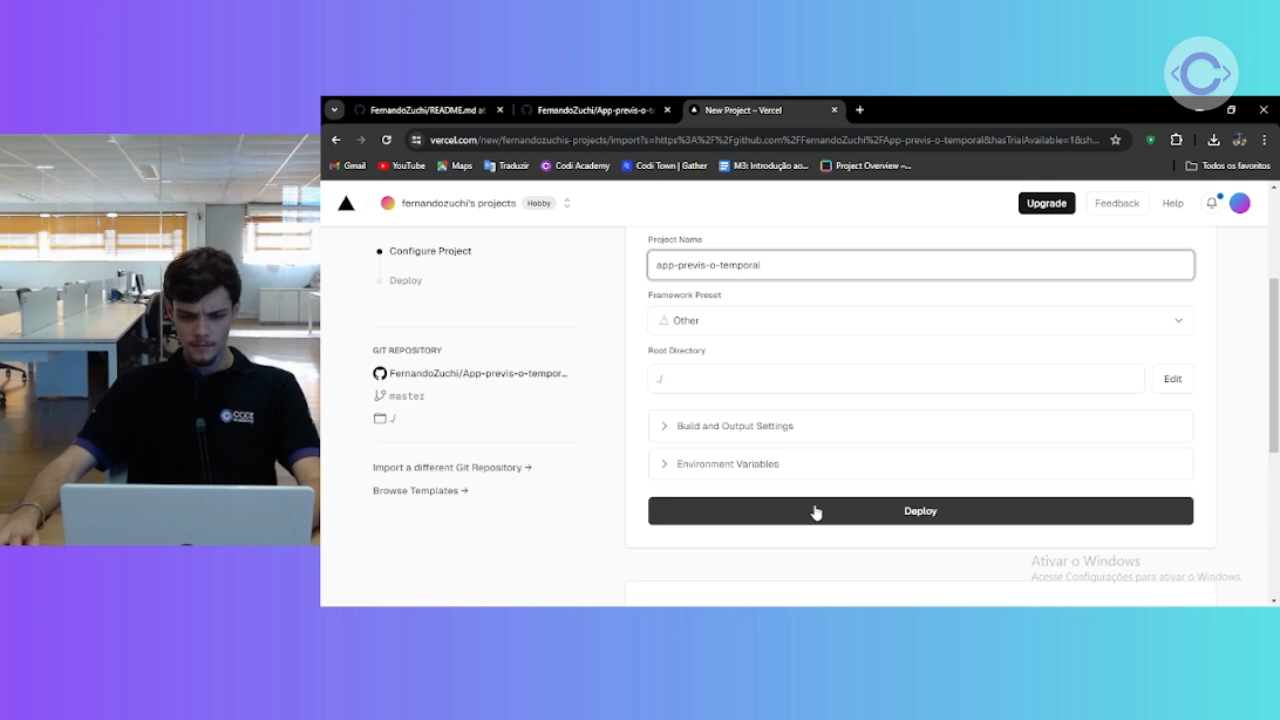 <C>
FernandoZuchi/README.md at
FernandoZuchi/App-previs-o-te
New Project – Vercel
vercel.com/new/fernandozuchis-projects/import?s=https%3A%2F%2Fgithub.com%2FFernandoZuchi%2FApp-previs-o-temporal&hasTrialAvailable=1&sh...
Gmail
YouTube
Maps
Traduzir
Codi Academy
Codi Town | Gather
M3: Introdução ao...
Project Overview –...
Todos os favoritos
fernandozuchi's projects
Hobby
Upgrade
Feedback
Help
Configure Project
Deploy
GIT REPOSITORY
FernandoZuchi/App-previs-o-tempor...
master
./
Import a different Git Repository →
Browse Templates →
Project Name
app-previs-o-temporal
Framework Preset
Other
Root Directory
./
Edit
Build and Output Settings
Environment Variables
Deploy
Ativar o Windows
Acesse Configurações para ativar o Windows.
CODI